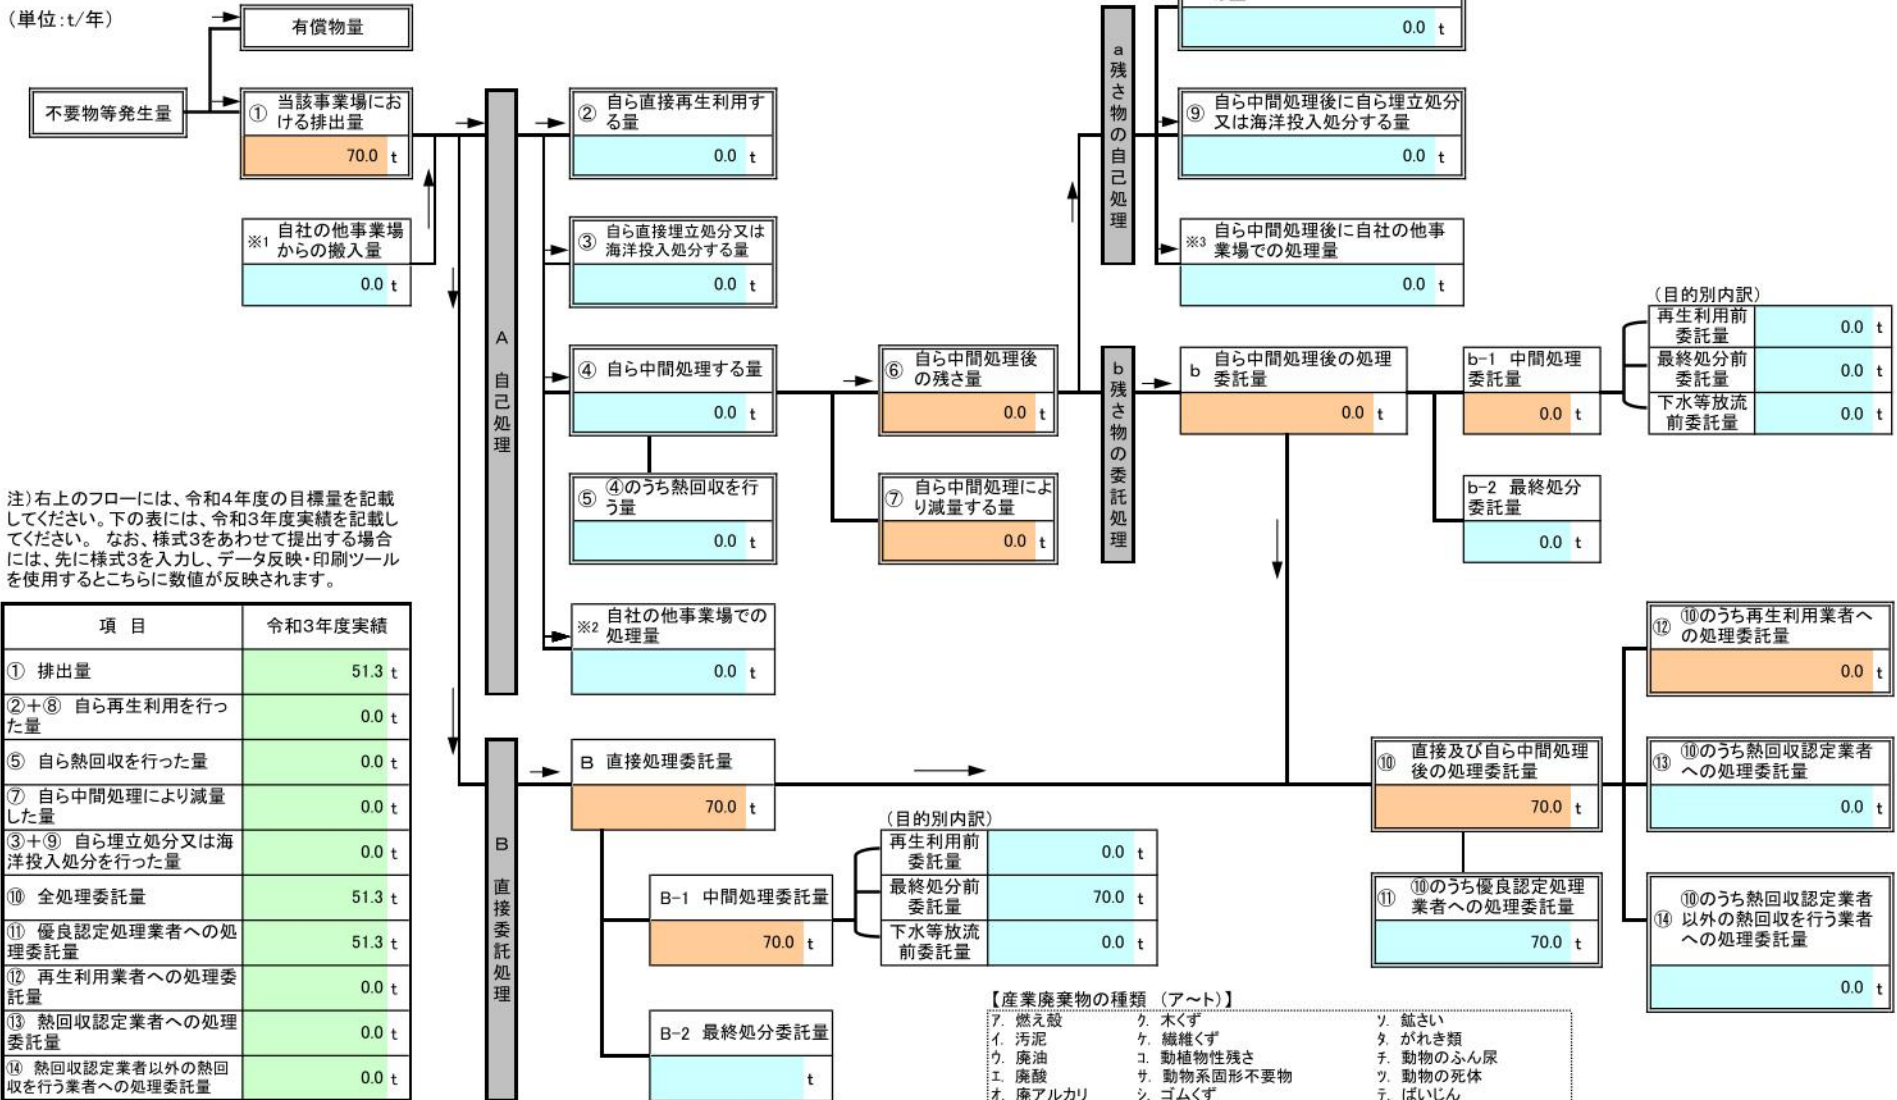 (単位:t/年)
有償物量
不要物等発生量
① 当該事業場にお
ける排出量
70.0 t
※1 自社の他事業場
からの搬入量
0.0 t
A 自己処理
② 自ら直接再生利用す
る量
0.0 t
③ 自ら直接埋立処分又は
海洋投入処分する量
0.0 t
④ 自ら中間処理する量
0.0 t
⑤ ④のうち熱回収を行
う量
0.0 t
※2 自社の他事業場での
処理量
0.0 t
⑥ 自ら中間処理後
の残さ量
0.0 t
⑦ 自ら中間処理によ
り減量する量
0.0 t
a 残さ物の自己処理
0.0 t
⑨ 自ら中間処理後に自ら埋立処分
又は海洋投入処分する量
0.0 t
※3 自ら中間処理後に自社の他事
業場での処理量
0.0 t
b 残さ物の委託処理
b 自ら中間処理後の処理
委託量
0.0 t
b-1 中間処理
委託量
0.0 t
b-2 最終処分
委託量
0.0 t
(目的別内訳)
再生利用前
委託量
0.0 t
最終処分前
委託量
0.0 t
下水等放流
前委託量
0.0 t
注)右上のフローには、令和4年度の目標量を記載
してください。下の表には、令和3年度実績を記載し
てください。 なお、様式3をあわせて提出する場合
には、先に様式3を入力し、データ反映・印刷ツール
を使用するとこちらに数値が反映されます。
項 目 令和3年度実績
① 排出量 51.3 t
②+⑧ 自ら再生利用を行っ
た量 0.0 t
⑤ 自ら熱回収を行った量 0.0 t
⑦ 自ら中間処理により減量
した量 0.0 t
③+⑨ 自ら埋立処分又は海
洋投入処分を行った量 0.0 t
⑩ 全処理委託量 51.3 t
⑪ 優良認定処理業者への処
理委託量 51.3 t
⑫ 再生利用業者への処理委
託量 0.0 t
⑬ 熱回収認定業者への処理
委託量 0.0 t
⑭ 熱回収認定業者以外の熱回
収を行う業者への処理委託量 0.0 t
B 直接委託処理
B 直接処理委託量
70.0 t
B-1 中間処理委託量
70.0 t
B-2 最終処分委託量
t
(目的別内訳)
再生利用前
委託量
0.0 t
最終処分前
委託量
70.0 t
下水等放流
前委託量
0.0 t
⑩ 直接及び自ら中間処理
後の処理委託量
70.0 t
⑪ ⑩のうち優良認定処理
業者への処理委託量
70.0 t
⑫ ⑩のうち再生利用業者へ
の処理委託量
0.0 t
⑬ ⑩のうち熱回収認定業者
への処理委託量
0.0 t
⑭ ⑩のうち熱回収認定業者
以外の熱回収を行う業者
への処理委託量
0.0 t
【産業廃棄物の種類 (ア~ト)】
ア. 燃え殻 ク. 木くず ソ. 鉱さい
イ. 汚泥 ケ. 繊維くず タ. がれき類
ウ. 廃油 コ. 動植物性残さ チ. 動物のふん尿
エ. 廃酸 サ. 動物系固形不要物 ツ. 動物の死体
オ. 廃アルカリ シ. ゴムくず テ. ばいじん